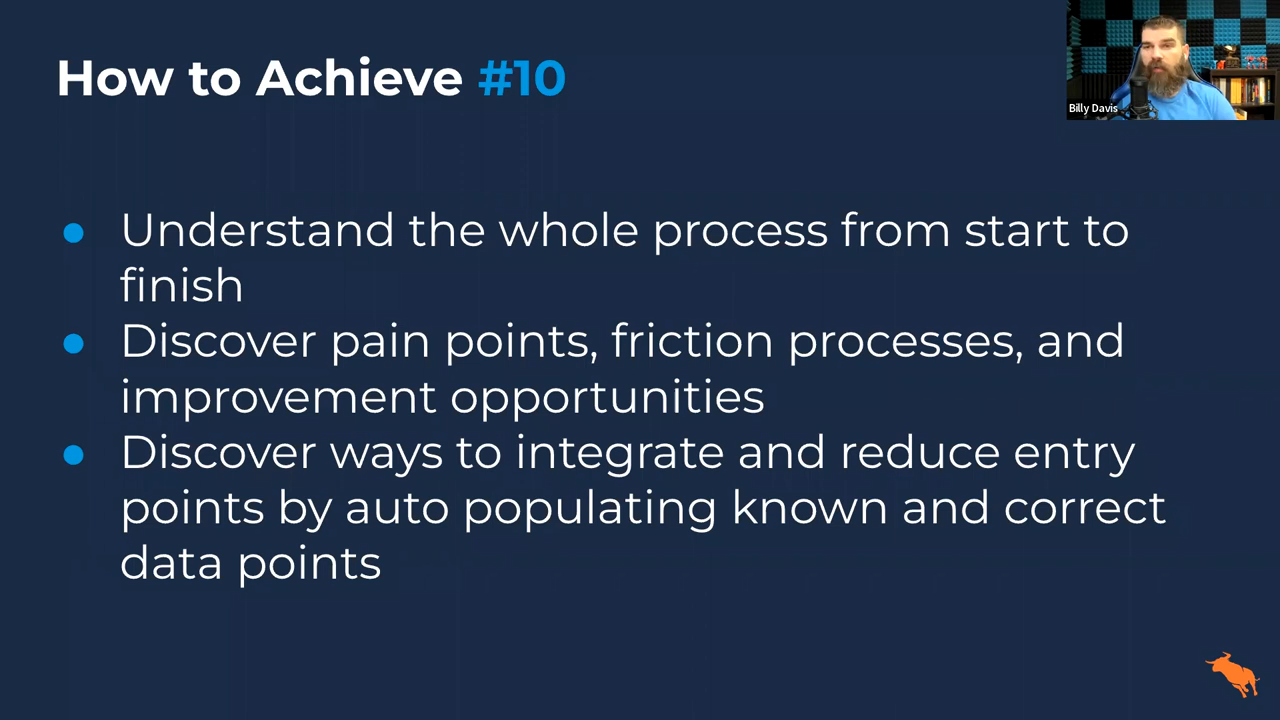 How to Achieve #10
Billy Davis
● Understand the whole process from start to
finish
● Discover pain points, friction processes, and
improvement opportunities
● Discover ways to integrate and reduce entry
points by auto populating known and correct
data points